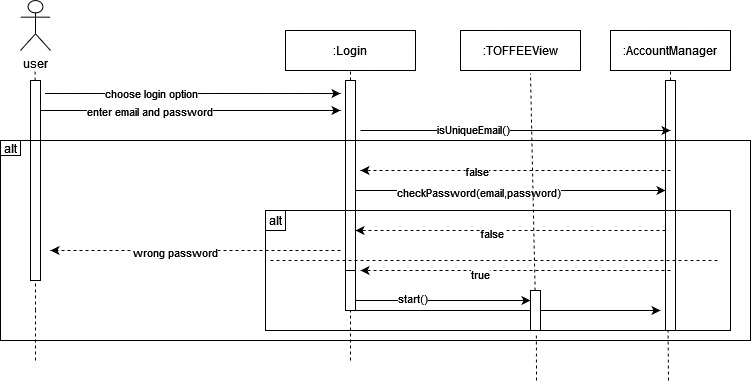 user
:Login
:TOFFEEView
:AccountManager
choose login option
enter email and password
isUniqueEmail()
alt
false
checkPassword(email,password)
alt
false
wrong password
true
start()